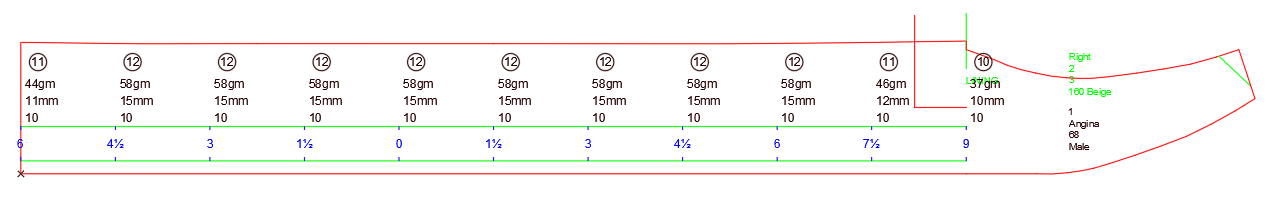 11 12 12 12 12 12 12 12 12 11 10
44gm 58gm 58gm 58gm 58gm 58gm 58gm 58gm 58gm 46gm 37gm
11mm 15mm 15mm 15mm 15mm 15mm 15mm 15mm 15mm 12mm 10mm
10 10 10 10 10 10 10 10 10 10 10
6 4½ 3 1½ 0 1½ 3 4½ 6 7½ 9
Right
2
3
160 Beige
1
Angina
68
Male